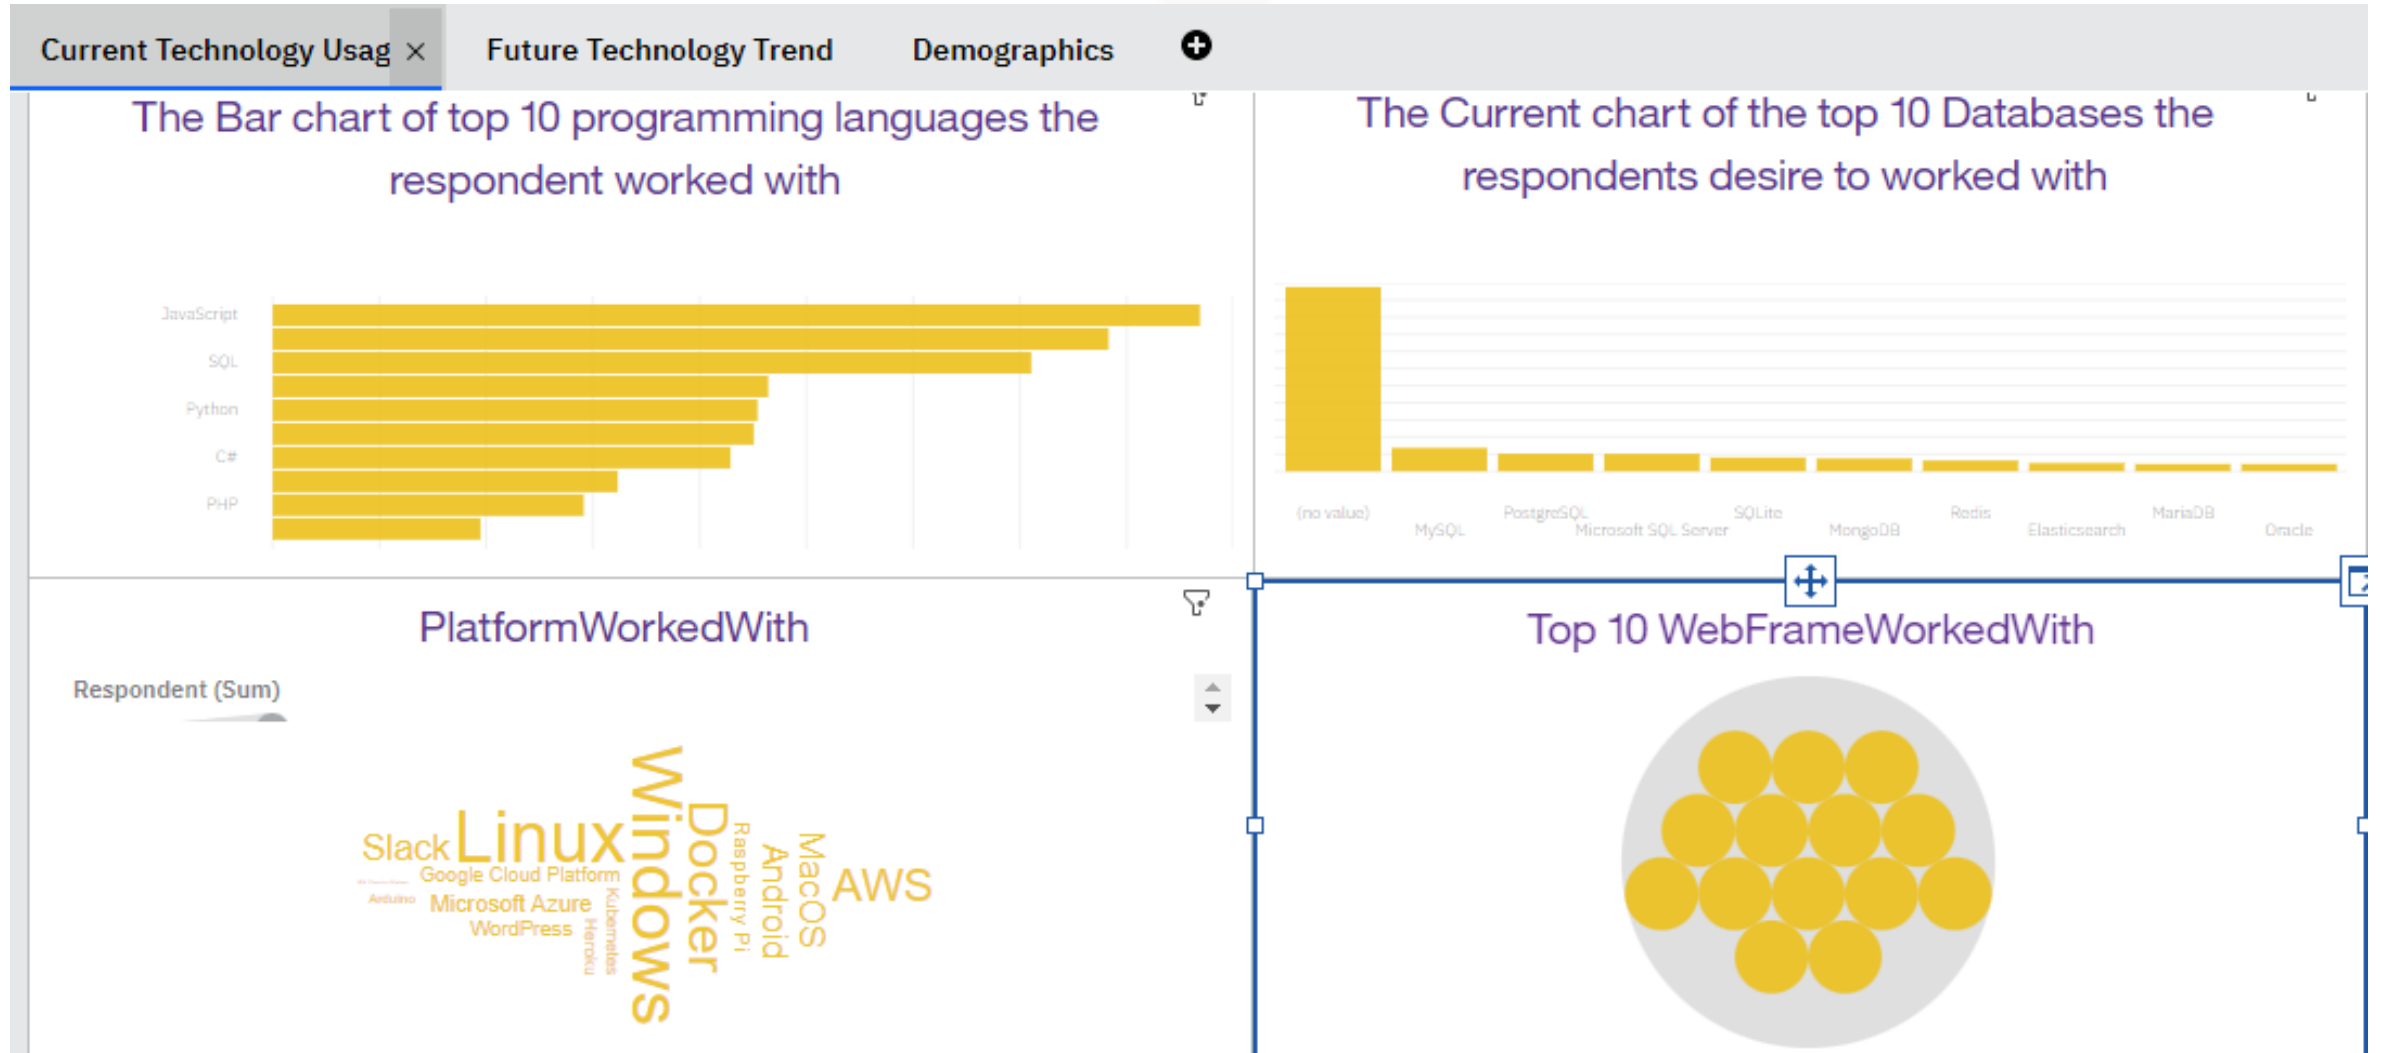 Current Technology Usag
Future Technology Trend
Demographics
The Bar chart of top 10 programming languages the
respondent worked with
JavaScript
SQL
Python
C#
PHP
The Current chart of the top 10 Databases the
respondents desire to worked with
(no value)
MySQL
PostgreSQL
Microsoft SQL Server
SQLite
MongoDB
Redis
Elasticsearch
MariaDB
Oracle
PlatformWorkedWith
Respondent (Sum)
Windows
Linux
Docker
Slack
Google Cloud Platform
Arduino
Microsoft Azure
WordPress
Heroku
Kubernetes
Raspberry Pi
Android
MacOS
AWS
Top 10 WebFrameWorkedWith